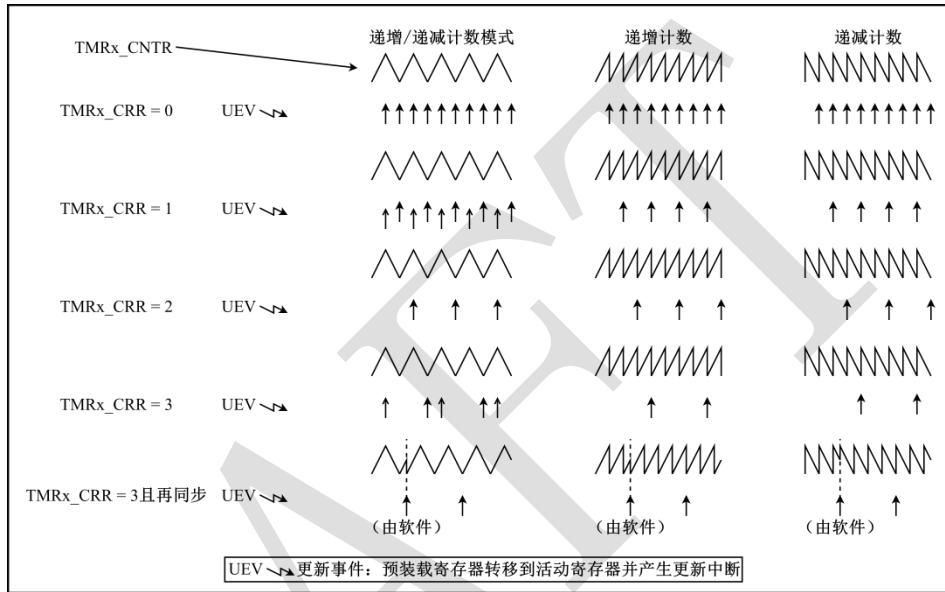 递增/递减计数模式 递增计数 递减计数
TMRx_CNTR
TMRx_CRR = 0 UEV
TMRx_CRR = 1 UEV
TMRx_CRR = 2 UEV
TMRx_CRR = 3 UEV
TMRx_CRR = 3且再同步 UEV
(由软件) (由软件) (由软件)
UEV 更新事件：预装载寄存器转移到活动寄存器并产生更新中断